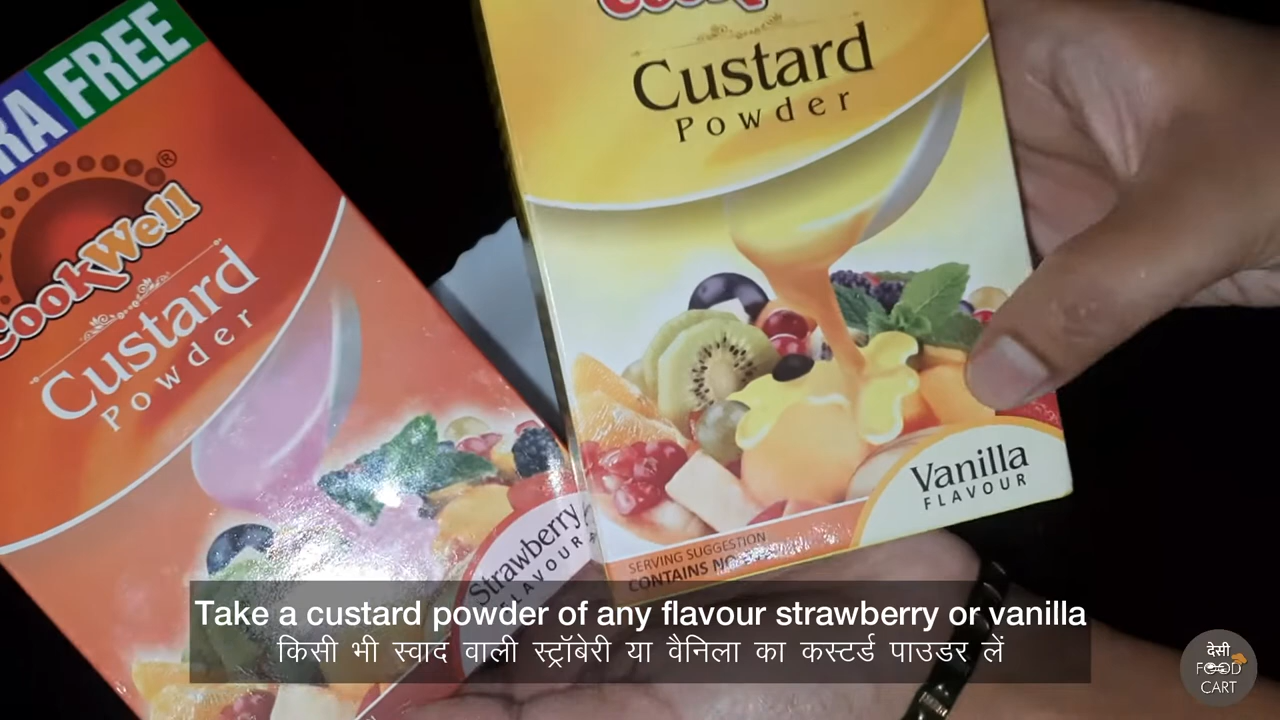 RA FREE
CookWell®
Custard
Powder
Strawberry
FLAVOUR
Custard
Powder
Vanilla
FLAVOUR
SERVING SUGGESTION
CONTAINS
Take a custard powder of any flavour strawberry or vanilla
किसी भी स्वाद वाली स्ट्रॉबेरी या वैनिला का कस्टर्ड पाउडर लें
देसी
FOOD
CART